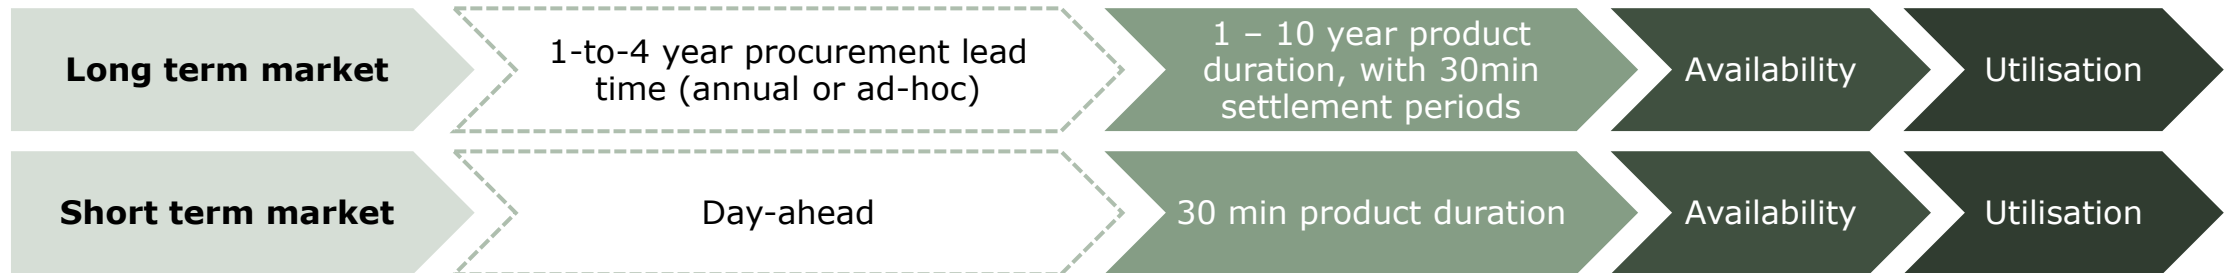 Long term market
1-to-4 year procurement lead
time (annual or ad-hoc)
1 – 10 year product
duration, with 30min
settlement periods
Availability
Utilisation
Short term market
Day-ahead
30 min product duration
Availability
Utilisation